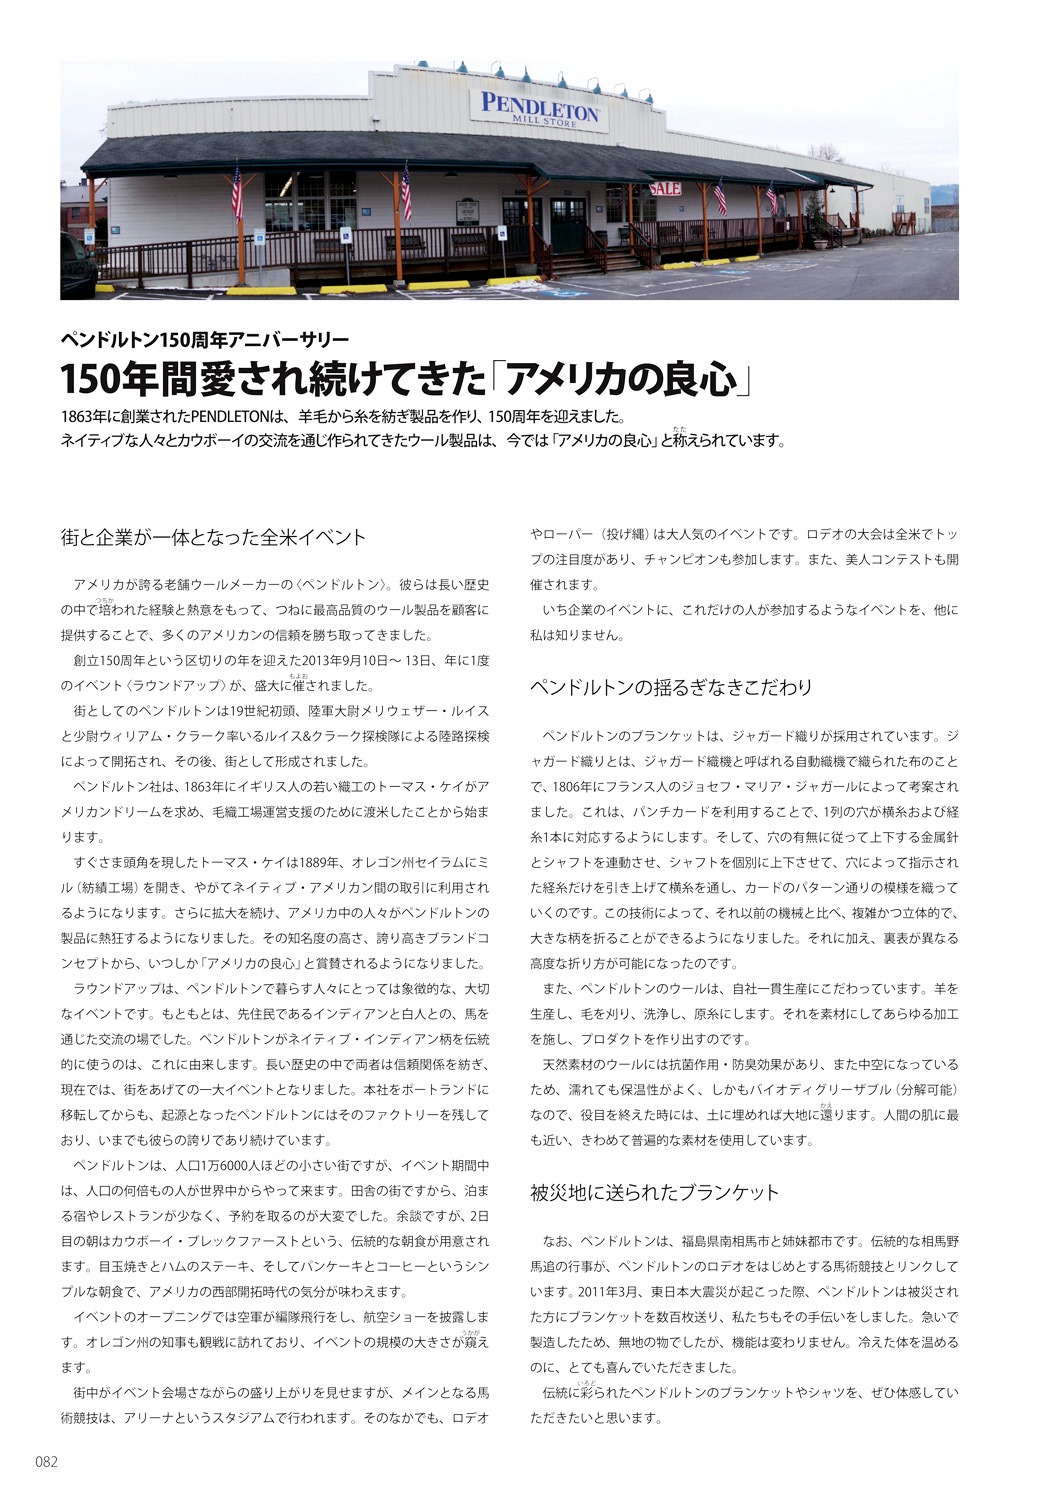 PENDLETON
MILL STORE
SALE
ペンドルトン150周年アニバーサリー
150年間愛され続けてきた「アメリカの良心」
1863年に創業されたPENDLETONは、羊毛から糸を紡ぎ製品を作り、150周年を迎えました。
ネイティブな人々とカウボーイの交流を通じ作られてきたウール製品は、今では「アメリカの良心」と称えられています。
街と企業が一体となった全米イベント
アメリカが誇る老舗ウールメーカーの〈ペンドルトン〉。彼らは長い歴史
の中で培われた経験と熱意をもって、つねに最高品質のウール製品を顧客に
提供することで、多くのアメリカンの信頼を勝ち取ってきました。
創立150周年という区切りの年を迎えた2013年9月10日〜13日、年に1度
のイベント〈ラウンドアップ〉が、盛大に催されました。
街としてのペンドルトンは19世紀初頭、陸軍大尉メリウェザー・ルイス
と少尉ウィリアム・クラーク率いるルイス&クラーク探検隊による陸路探検
によって開拓され、その後、街として形成されました。
ペンドルトン社は、1863年にイギリス人の若い織工のトーマス・ケイがア
メリカンドリームを求め、毛織工場運営支援のために渡米したことから始ま
ります。
すぐさま頭角を現したトーマス・ケイは1889年、オレゴン州セイラムにミ
ル（紡績工場）を開き、やがてネイティブ・アメリカン間の取引に利用され
るようになります。さらに拡大を続け、アメリカ中の人々がペンドルトンの
製品に熱狂するようになりました。その知名度の高さ、誇り高きブランドコ
ンセプトから、いつしか「アメリカの良心」と賞賛されるようになりました。
ラウンドアップは、ペンドルトンで暮らす人々にとっては象徴的な、大切
なイベントです。もともとは、先住民であるインディアンと白人との、馬を
通じた交流の場でした。ペンドルトンがネイティブ・インディアン柄を伝統
的に使うのは、これに由来します。長い歴史の中で両者は信頼関係を紡ぎ、
現在では、街をあげての一大イベントとなりました。本社をポートランドに
移転してからも、起源となったペンドルトンにはそのファクトリーを残して
おり、いまでも彼らの誇りであり続けています。
ペンドルトンは、人口1万6000人ほどの小さい街ですが、イベント期間中
は、人口の何倍もの人が世界中からやって来ます。田舎の街ですから、泊ま
る宿やレストランが少なく、予約を取るのが大変でした。余談ですが、2日
目の朝はカウボーイ・ブレックファーストという、伝統的な朝食が用意され
ます。目玉焼きとハムのステーキ、そしてパンケーキとコーヒーというシン
プルな朝食で、アメリカの西部開拓時代の気分が味わえます。
イベントのオープニングでは空軍が編隊飛行をし、航空ショーを披露しま
す。オレゴン州の知事も観戦に訪れており、イベントの規模の大きさが窺え
ます。
街中がイベント会場さながらの盛り上がりを見せますが、メインとなる馬
術競技は、アリーナというスタジアムで行われます。そのなかでも、ロデオ
やローパー（投げ縄）は大人気のイベントです。ロデオの大会は全米でトッ
プの注目度があり、チャンピオンも参加します。また、美人コンテストも開
催されます。
いち企業のイベントに、これだけの人が参加するようなイベントを、他に
私は知りません。
ペンドルトンの揺るぎなきこだわり
ペンドルトンのブランケットは、ジャガード織りが採用されています。ジ
ャガード織りとは、ジャガード織機と呼ばれる自動織機で織られた布のこと
で、1806年にフランス人のジョセフ・マリア・ジャガールによって考案され
ました。これは、パンチカードを利用することで、1列の穴が横糸および経
糸1本に対応するようにします。そして、穴の有無に従って上下する金属針
とシャフトを連動させ、シャフトを個別に上下させて、穴によって指示され
た経糸だけを引き上げて横糸を通し、カードのパターン通りの模様を織って
いくのです。この技術によって、それ以前の機械と比べ、複雑かつ立体的で、
大きな柄を折ることができるようになりました。それに加え、裏表が異なる
高度な折り方が可能になったのです。
また、ペンドルトンのウールは、自社一貫生産にこだわっています。羊を
生産し、毛を刈り、洗浄し、原糸にします。それを素材にしてあらゆる加工
を施し、プロダクトを作り出すのです。
天然素材のウールには抗菌作用・防臭効果があり、また中空になっている
ため、濡れても保温性がよく、しかもバイオディグリーザブル（分解可能）
なので、役目を終えた時には、土に埋めれば大地に還ります。人間の肌に最
も近い、きわめて普遍的な素材を使用しています。
被災地に送られたブランケット
なお、ペンドルトンは、福島県南相馬市と姉妹都市です。伝統的な相馬野
馬追の行事が、ペンドルトンのロデオをはじめとする馬術競技とリンクして
います。2011年3月、東日本大震災が起こった際、ペンドルトンは被災され
た方にブランケットを数百枚送り、私たちもその手伝いをしました。急いで
製造したため、無地の物でしたが、機能は変わりません。冷えた体を温める
のに、とても喜んでいただきました。
伝統に彩られたペンドルトンのブランケットやシャツを、ぜひ体感してい
ただきたいと思います。
082